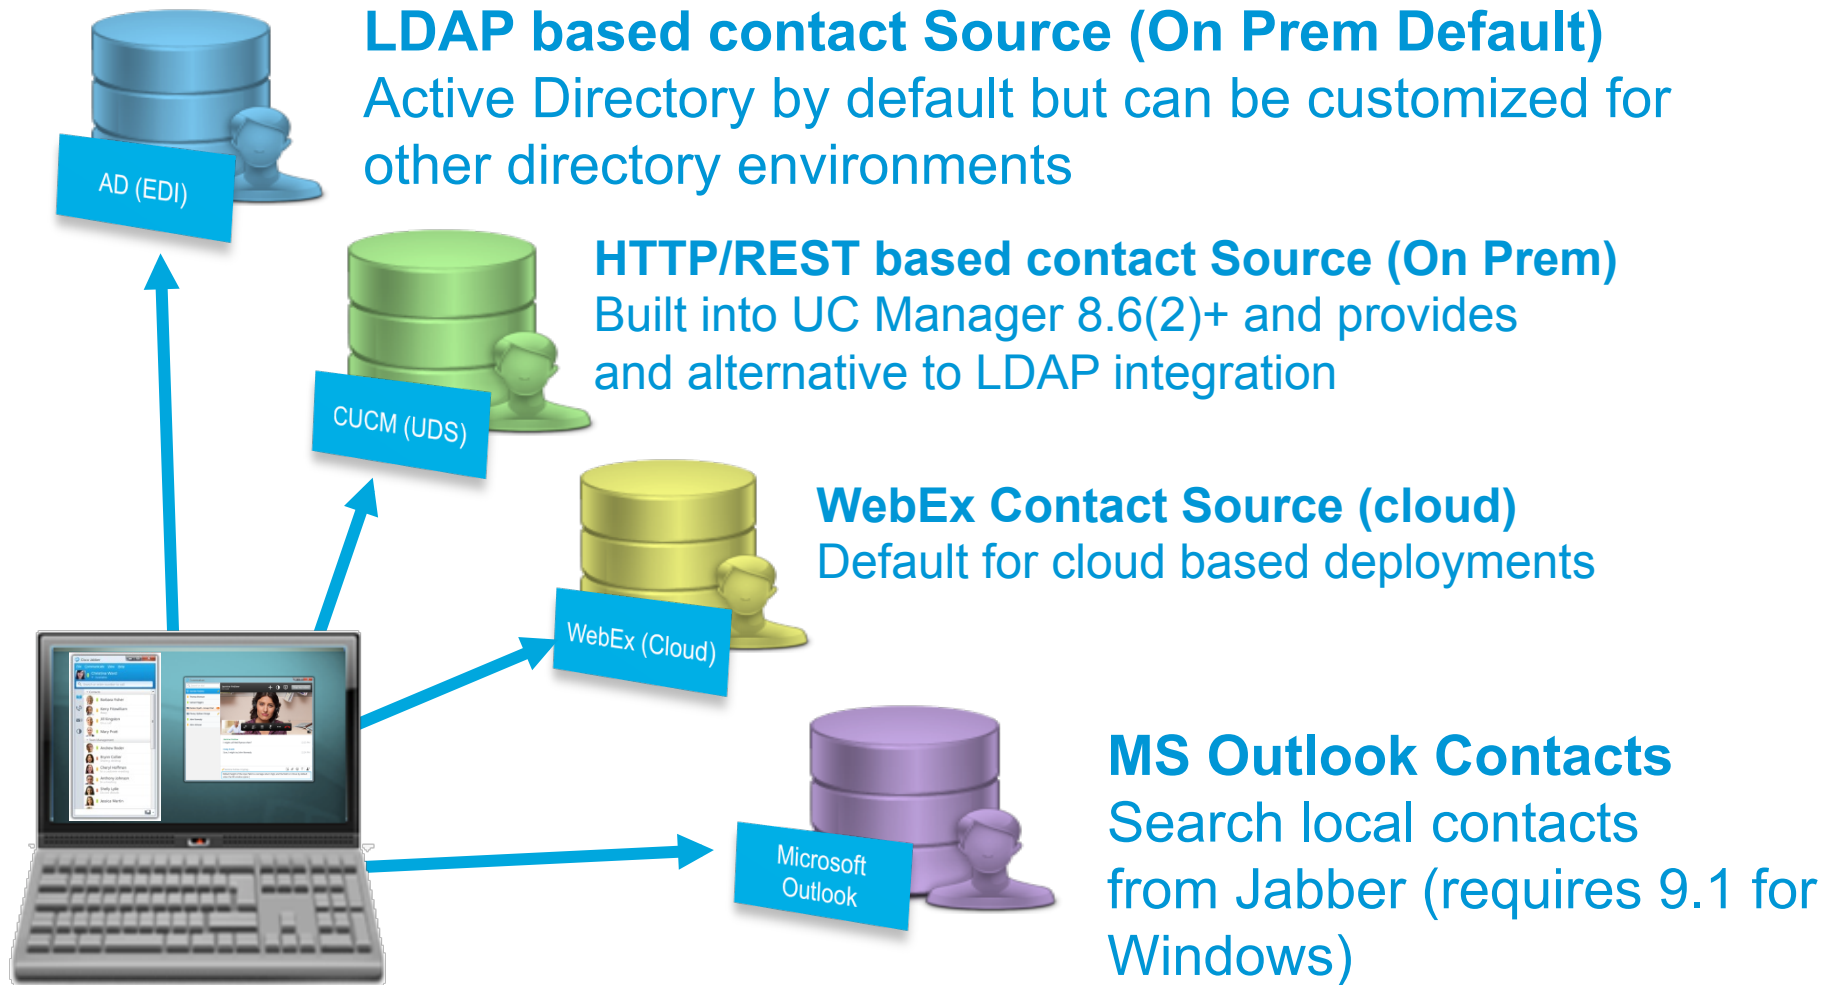 LDAP based contact Source (On Prem Default)
Active Directory by default but can be customized for
other directory environments
AD (EDI)
HTTP/REST based contact Source (On Prem)
Built into UC Manager 8.6(2)+ and provides
and alternative to LDAP integration
CUCM (UDS)
WebEx Contact Source (cloud)
Default for cloud based deployments
WebEx (Cloud)
MS Outlook Contacts
Search local contacts
from Jabber (requires 9.1 for
Windows)
Microsoft
Outlook